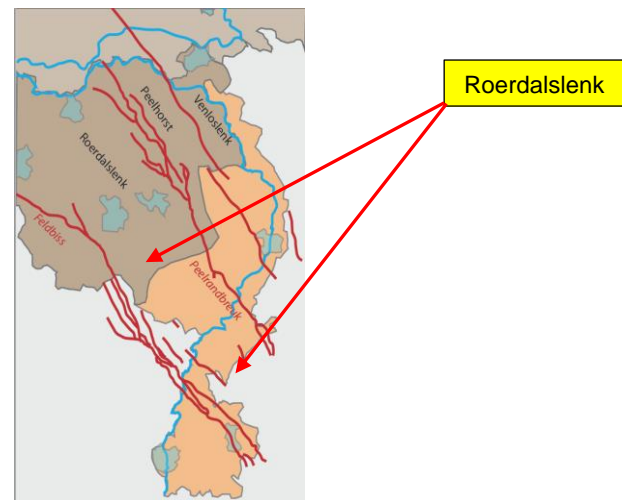 Roerdalslenk
Peelhorst
Venloslenk
Roerdalslenk
Feldbiss
Peelrandbreuk